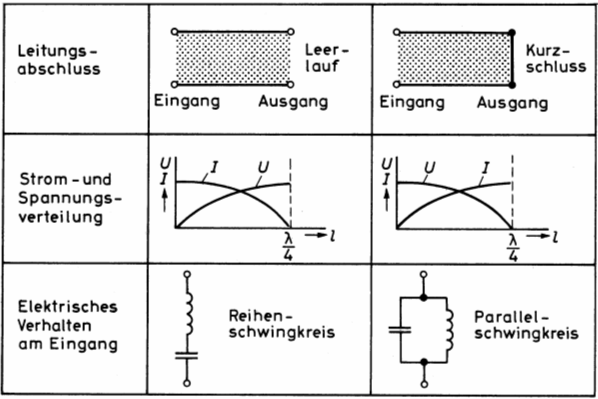 Leitungs-
abschluss
Leer-
lauf
Eingang
Ausgang
Kurz-
schluss
Eingang
Ausgang
Strom-und
Spannungs-
verteilung
U
I
I
U
λ/4
l
U
I
U
I
λ/4
l
Elektrisches
Verhalten
am Eingang
Reihen-
schwingkreis
Parallel-
schwingkreis